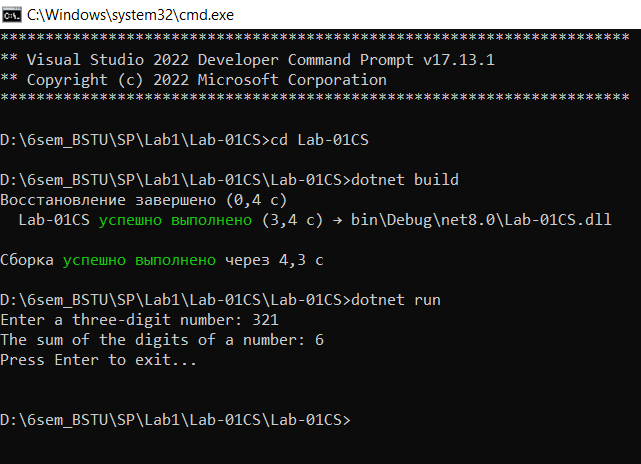 C:\Windows\system32\cmd.exe
**********************************************************************
** Visual Studio 2022 Developer Command Prompt v17.13.1
** Copyright (c) 2022 Microsoft Corporation
**********************************************************************
D:\6sem_BSTU\SP\Lab1\Lab-01CS>cd Lab-01CS
D:\6sem_BSTU\SP\Lab1\Lab-01CS\Lab-01CS>dotnet build
Восстановление завершено (0,4 с)
  Lab-01CS успешно выполнено (3,4 с) → bin\Debug\net8.0\Lab-01CS.dll
Сборка успешно выполнено через 4,3 с
D:\6sem_BSTU\SP\Lab1\Lab-01CS\Lab-01CS>dotnet run
Enter a three-digit number: 321
The sum of the digits of a number: 6
Press Enter to exit...
D:\6sem_BSTU\SP\Lab1\Lab-01CS\Lab-01CS>